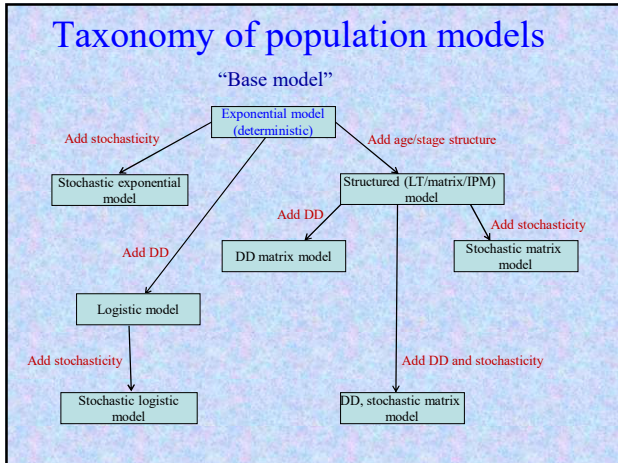 Taxonomy of population models
“Base model”
Exponential model
(deterministic)
Add stochasticity
Add age/stage structure
Stochastic exponential
model
Structured (LT/matrix/IPM)
model
Add DD
Add stochasticity
Add DD
DD matrix model
Stochastic matrix
model
Logistic model
Add stochasticity
Add DD and stochasticity
Stochastic logistic
model
DD, stochastic matrix
model